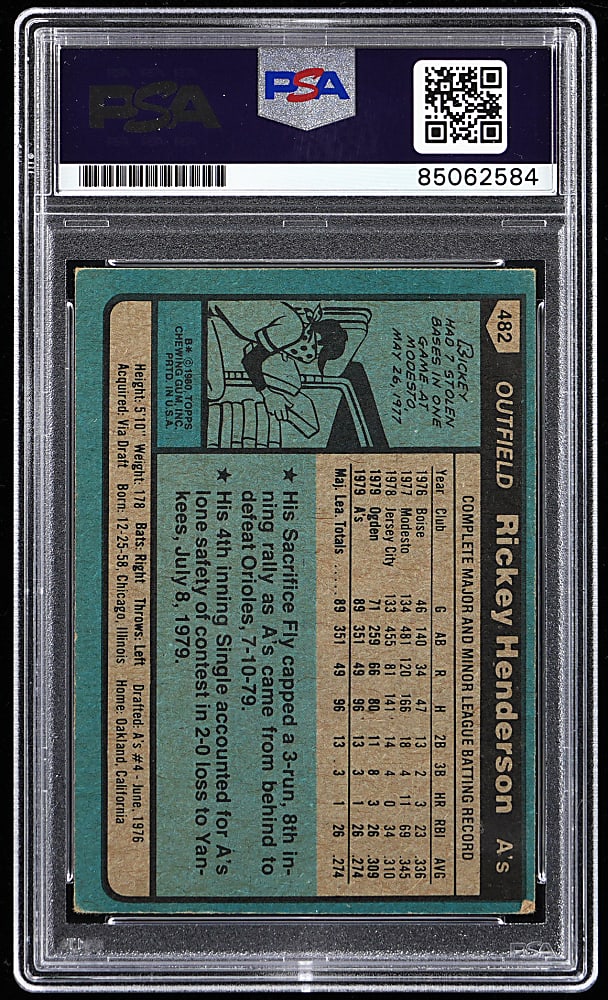 PSA
PSA
85062584
482 OUTFIELD Rickey Henderson A's
RICKEY
HAD 7 STOLEN
BASES IN ONE
GAME AT
MODESTO,
MAY 26, 1977
B* © 1980 TOPPS
CHEWING GUM INC.
PRTD. IN U.S.A.
COMPLETE MAJOR AND MINOR LEAGUE BATTING RECORD
Year Club G AB R H 2B 3B HR RBI AVG
1976 Boise 46 140 34 47 13 2 3 23 .336
1977 Modesto 134 481 120 166 18 4 11 69 .345
1978 Jersey City 133 455 81 141 14 4 0 34 .310
1979 Ogden 71 259 66 80 11 8 3 26 .309
1979 A's 89 351 49 96 13 3 1 26 .274
Maj. Lea. Totals ..... 89 351 49 96 13 3 1 26 .274
★ His Sacrifice Fly capped a 3-run, 8th in-
ning rally as A's came from behind to
defeat Orioles, 7-10-79.
★ His 4th inning Single accounted for A's
lone safety of contest in 2-0 loss to Yan-
kees, July 8, 1979.
Height: 5'10" Weight: 178 Bats: Right Throws: Left Drafted: A's #4 - June, 1976
Acquired: Via Draft Born: 12-25-58, Chicago, Illinois Home: Oakland, California
PSA